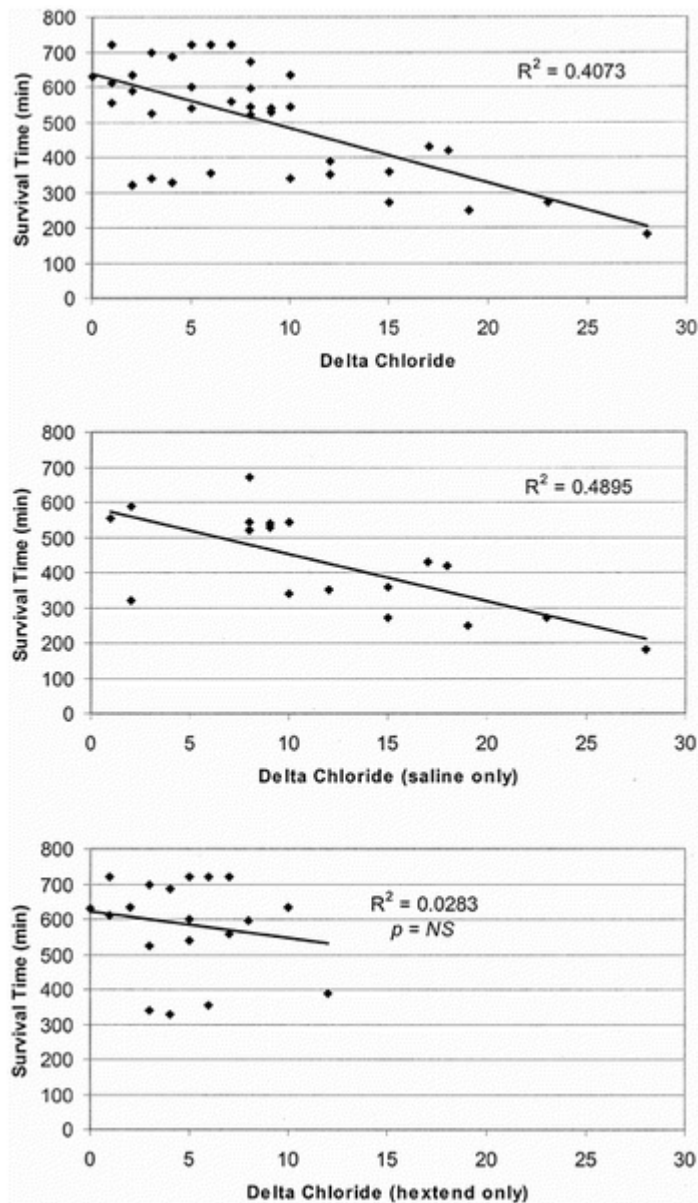 800
700
600
500
400
300
200
100
0
Survival Time (min)
R² = 0.4073
0 5 10 15 20 25 30
Delta Chloride
800
700
600
500
400
300
200
100
0
Survival Time (min)
R² = 0.4895
0 5 10 15 20 25 30
Delta Chloride (saline only)
800
700
600
500
400
300
200
100
0
Survival Time (min)
R² = 0.0283
p = NS
0 5 10 15 20 25 30
Delta Chloride (hextend only)